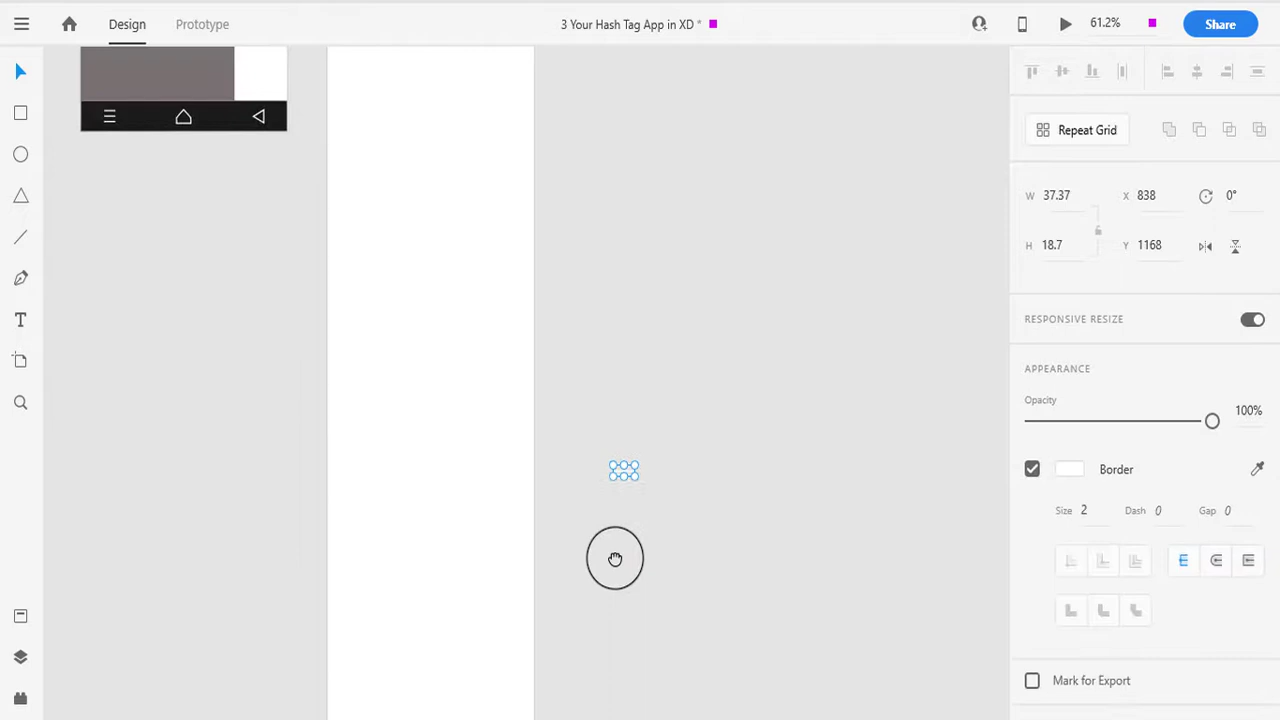 Design Prototype 3 Your Hash Tag App in XD * 61.2% Share
Repeat Grid
W 37.37 X 838 0°
H 18.7 Y 1168
RESPONSIVE RESIZE
APPEARANCE
Opacity
100%
Border
Size 2 Dash 0 Gap 0
T
Mark for Export